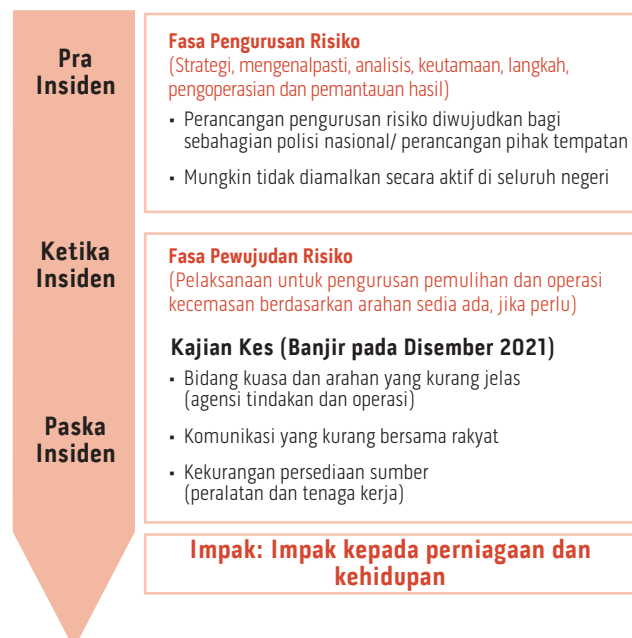 Pra
Insiden
Fasa Pengurusan Risiko
(Strategi, mengenalpasti, analisis, keutamaan, langkah,
pengoperasian dan pemantauan hasil)
• Perancangan pengurusan risiko diwujudkan bagi
sebahagian polisi nasional/ perancangan pihak tempatan
• Mungkin tidak diamalkan secara aktif di seluruh negeri
Ketika
Insiden
Fasa Pewujudan Risiko
(Pelaksanaan untuk pengurusan pemulihan dan operasi
kecemasan berdasarkan arahan sedia ada, jika perlu)
Kajian Kes (Banjir pada Disember 2021)
• Bidang kuasa dan arahan yang kurang jelas
(agensi tindakan dan operasi)
• Komunikasi yang kurang bersama rakyat
• Kekurangan persediaan sumber
(peralatan dan tenaga kerja)
Paska
Insiden
Impak: Impak kepada perniagaan dan
kehidupan